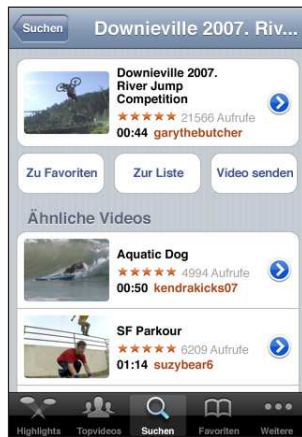 Suchen
Downieville 2007. Riv...
Downieville 2007.
River Jump
Competition
21566 Aufrufe
00:44 garythebutcher
Zu Favoriten
Zur Liste
Video senden
Ähnliche Videos
Aquatic Dog
4994 Aufrufe
00:50 kendrakicks07
SF Parkour
6209 Aufrufe
01:14 suzybear6
Highlights
Topvideos
Suchen
Favoriten
Weitere